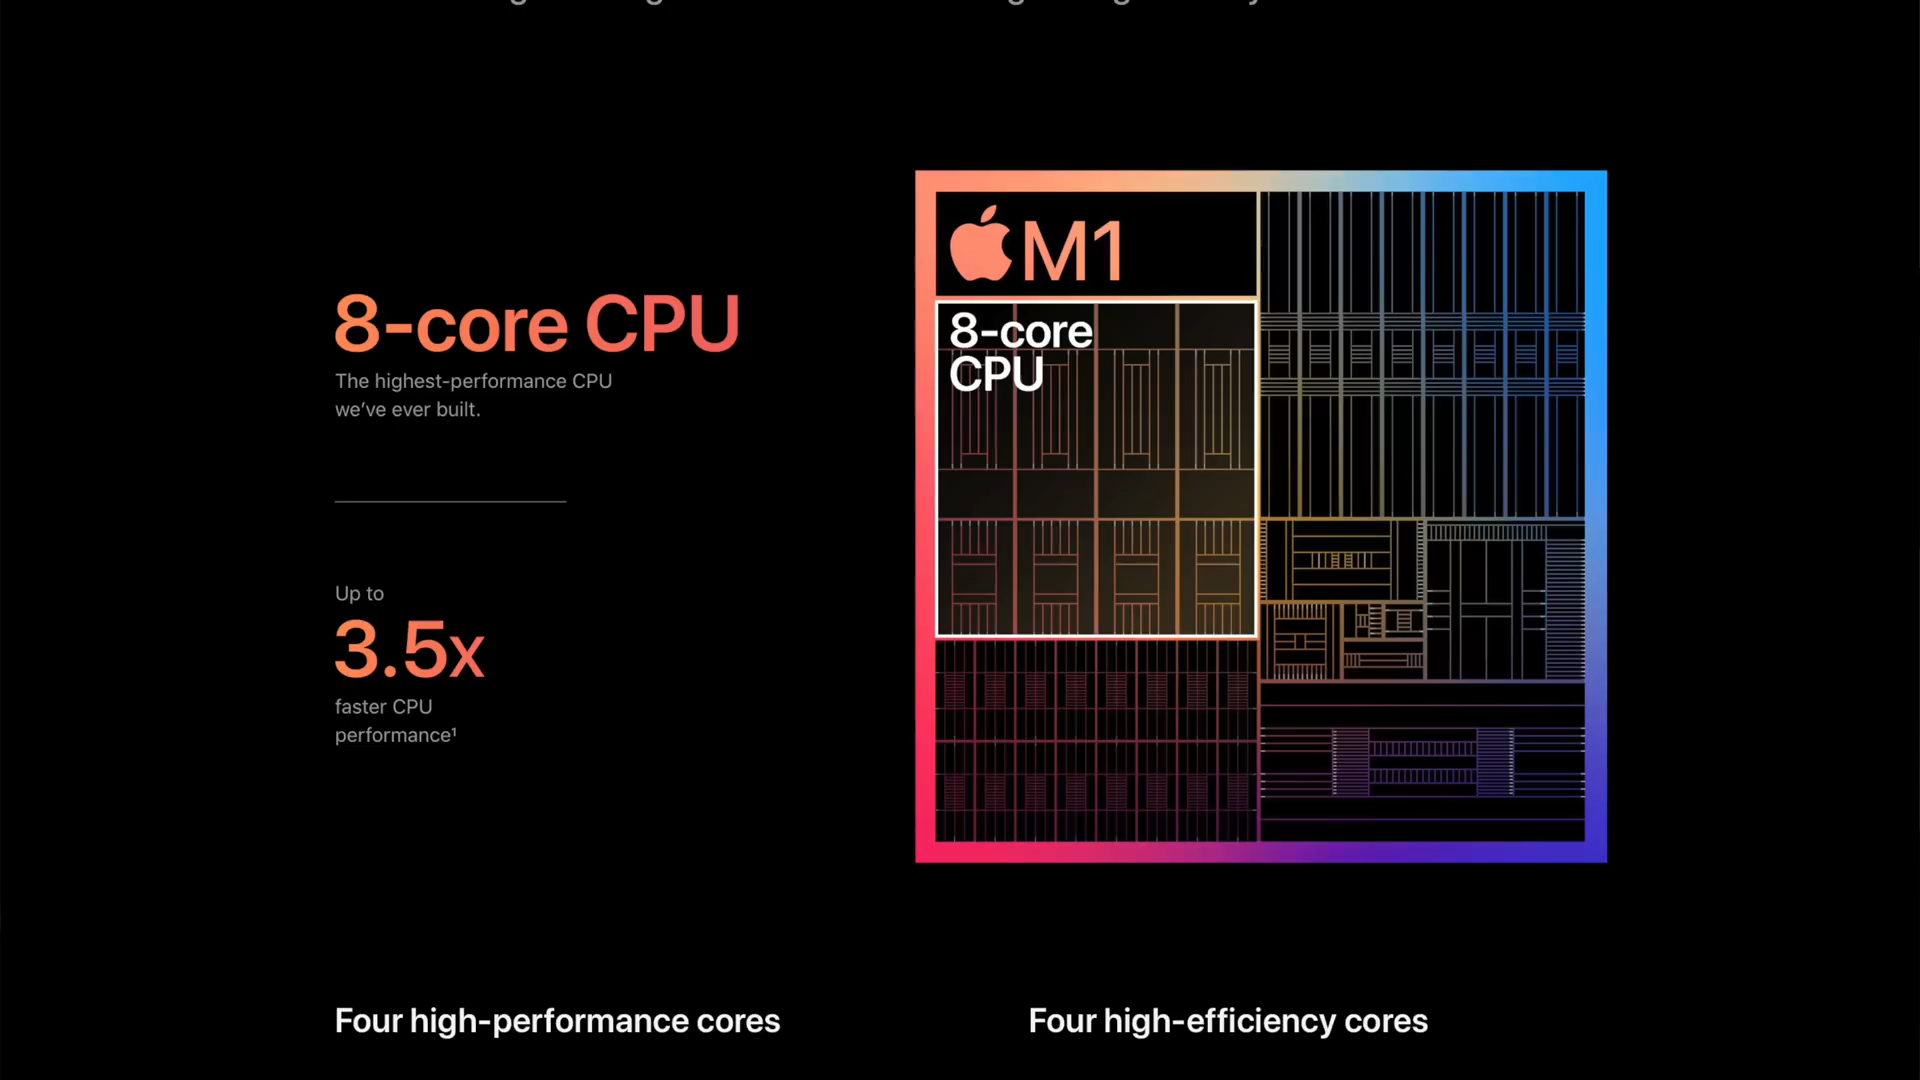 8-core CPU
The highest-performance CPU
we’ve ever built.
Up to
3.5x
faster CPU
performance¹
M1
8-core
CPU
Four high-performance cores
Four high-efficiency cores